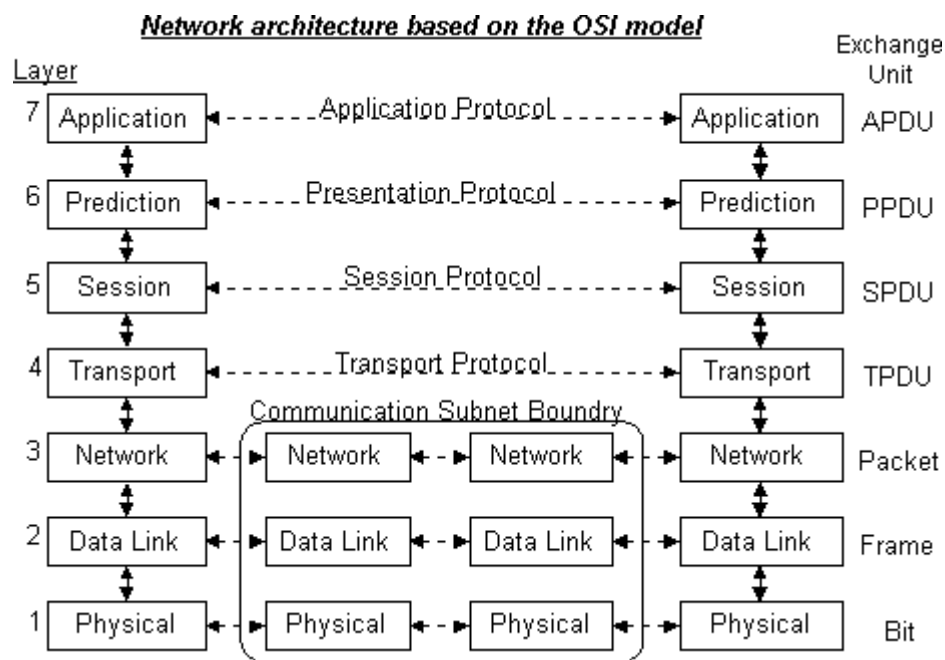 Network architecture based on the OSI model
Exchange
Unit
Layer
7 Application Application Protocol Application APDU
6 Prediction Presentation Protocol Prediction PPDU
5 Session Session Protocol Session SPDU
4 Transport Transport Protocol Transport TPDU
Communication Subnet Boundry
3 Network Network Network Network Packet
2 Data Link Data Link Data Link Data Link Frame
1 Physical Physical Physical Physical Bit